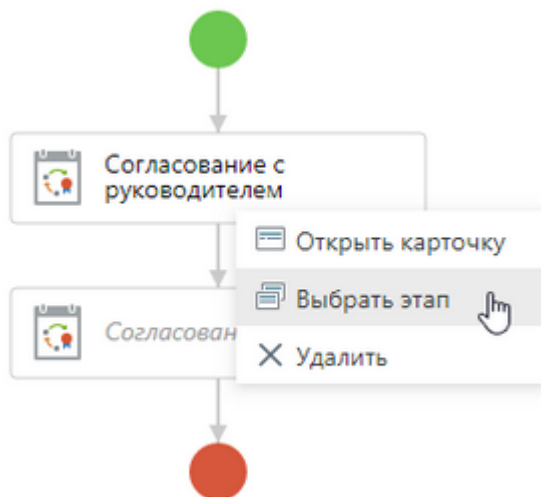 Согласование с
руководителем
Открыть карточку
Выбрать этап
Удалить